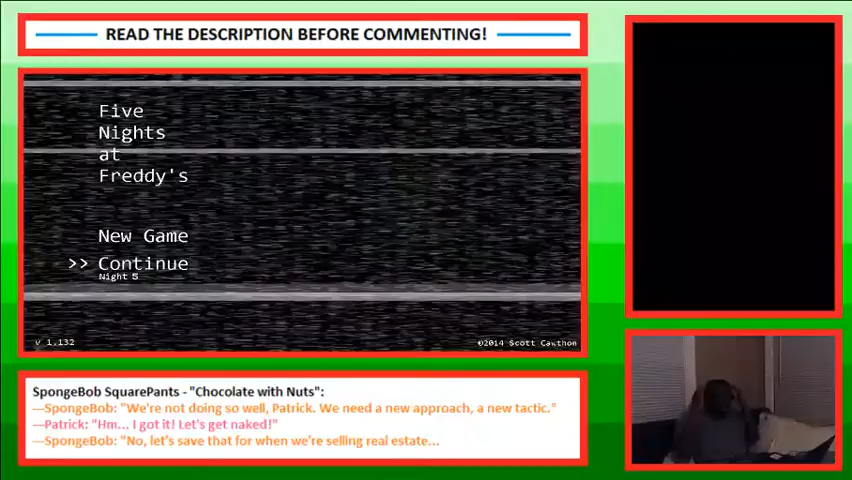 READ THE DESCRIPTION BEFORE COMMENTING!
Five
Nights
at
Freddy's
New Game
>> Continue
Night 5
v 1.132
©2014 Scott Cawthon
SpongeBob SquarePants - "Chocolate with Nuts":
—SpongeBob: "We're not doing so well, Patrick. We need a new approach, a new tactic."
—Patrick: "Hm... I got it! Let's get naked!"
—SpongeBob: "No, let's save that for when we're selling real estate...